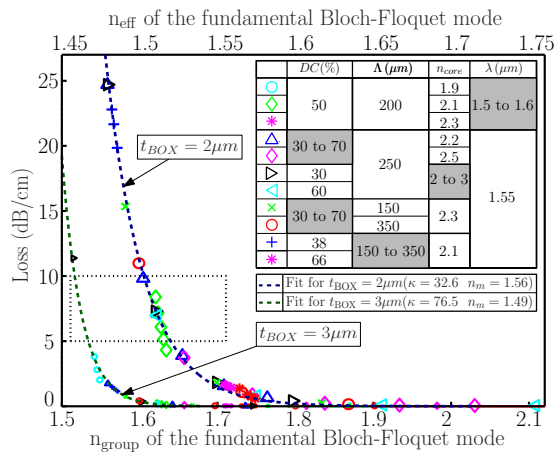 n_eff of the fundamental Bloch-Floquet mode
1.45 1.5 1.55 1.6 1.65 1.7 1.75
DC(%) Λ (μm) n_core λ (μm)
50 200 1.9 1.5 to 1.6
2.1
2.3
30 to 70 250 2.2 1.55
2.5
30 2 to 3
60
30 to 70 150 2.3
350
38 150 to 350 2.1
66
Fit for t_BOX = 2μm(κ = 32.6 n_m = 1.56)
Fit for t_BOX = 3μm(κ = 76.5 n_m = 1.49)
t_BOX = 2μm
t_BOX = 3μm
Loss (dB/cm)
25
20
15
10
5
0
1.5 1.6 1.7 1.8 1.9 2 2.1
n_group of the fundamental Bloch-Floquet mode